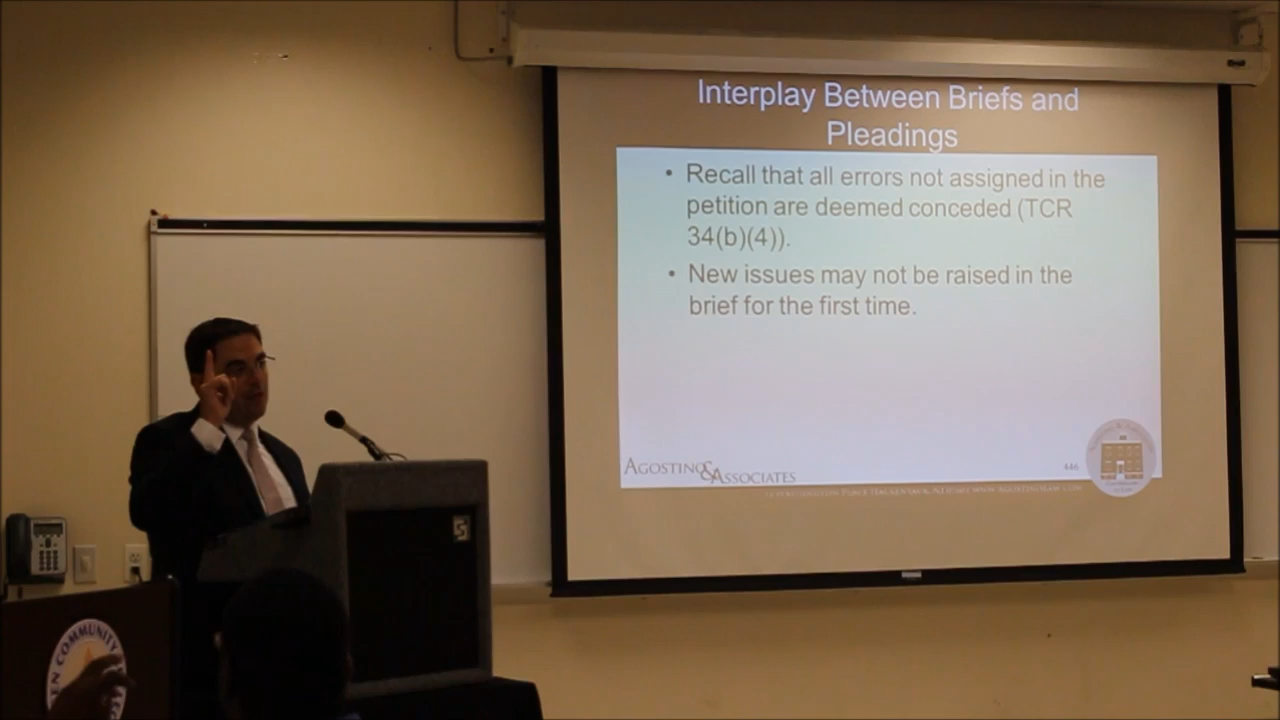 Interplay Between Briefs and
Pleadings
• Recall that all errors not assigned in the
petition are deemed conceded (TCR
34(b)(4)).
• New issues may not be raised in the
brief for the first time.
AGOSTINO & ASSOCIATES
446
COMMUNITY